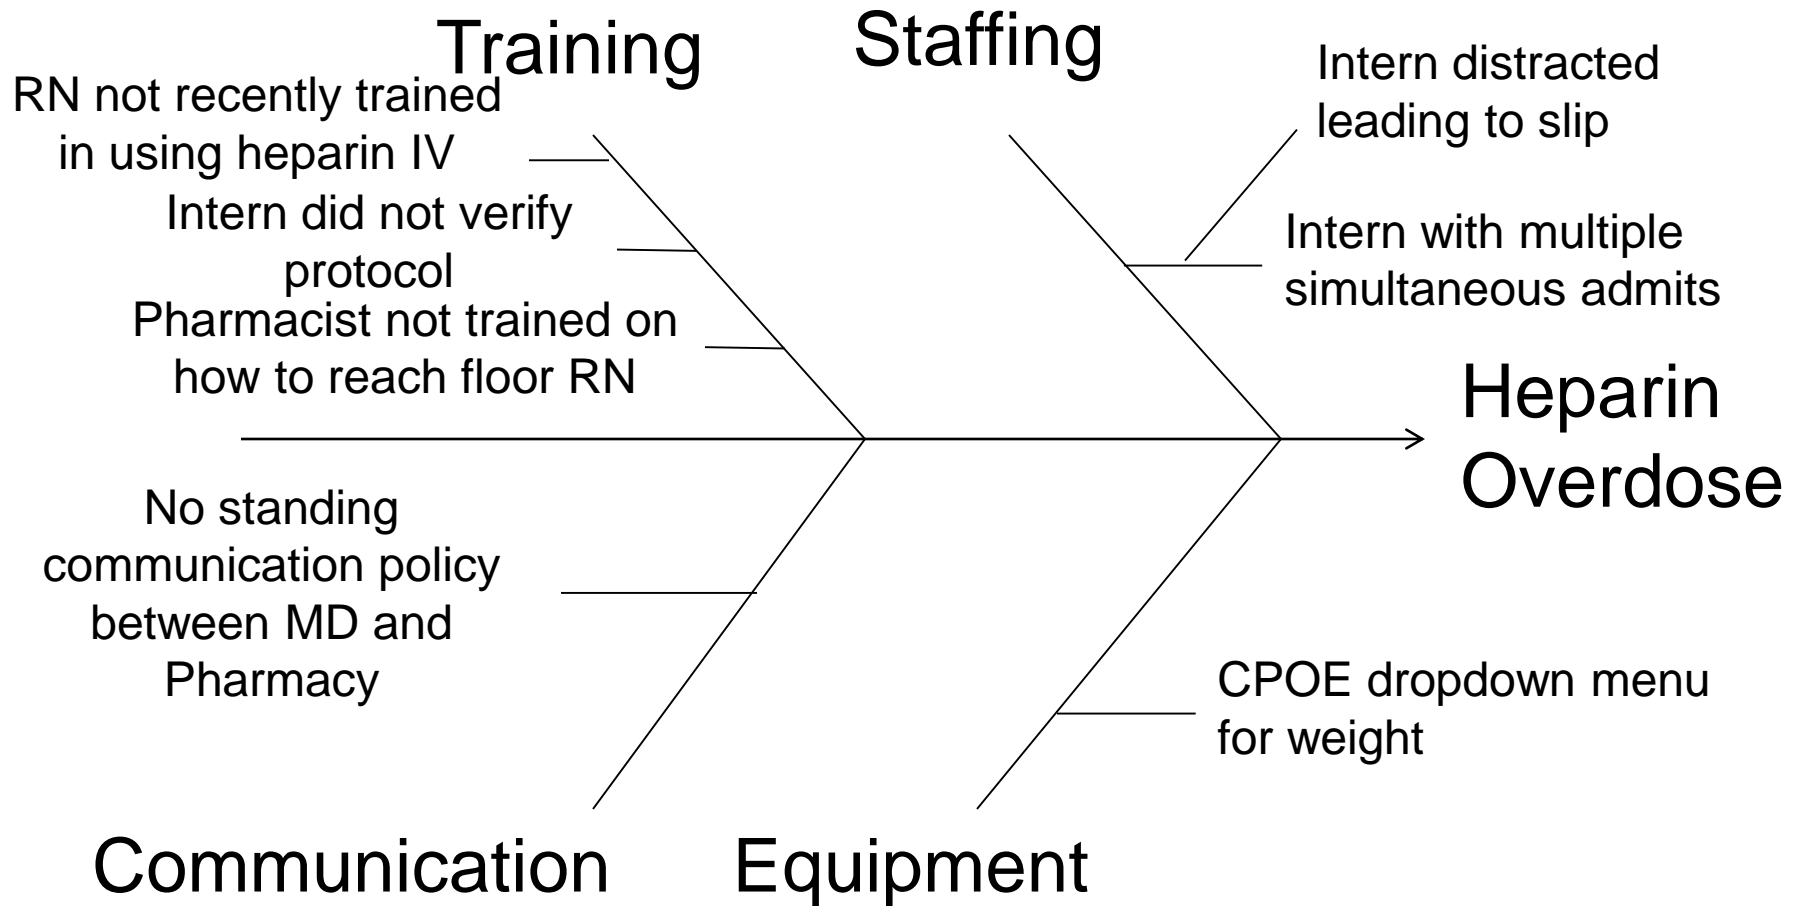 Training
RN not recently trained
in using heparin IV
Intern did not verify
protocol
Pharmacist not trained on
how to reach floor RN
Staffing
Intern distracted
leading to slip
Intern with multiple
simultaneous admits
Heparin
Overdose
No standing
communication policy
between MD and
Pharmacy
Communication
CPOE dropdown menu
for weight
Equipment